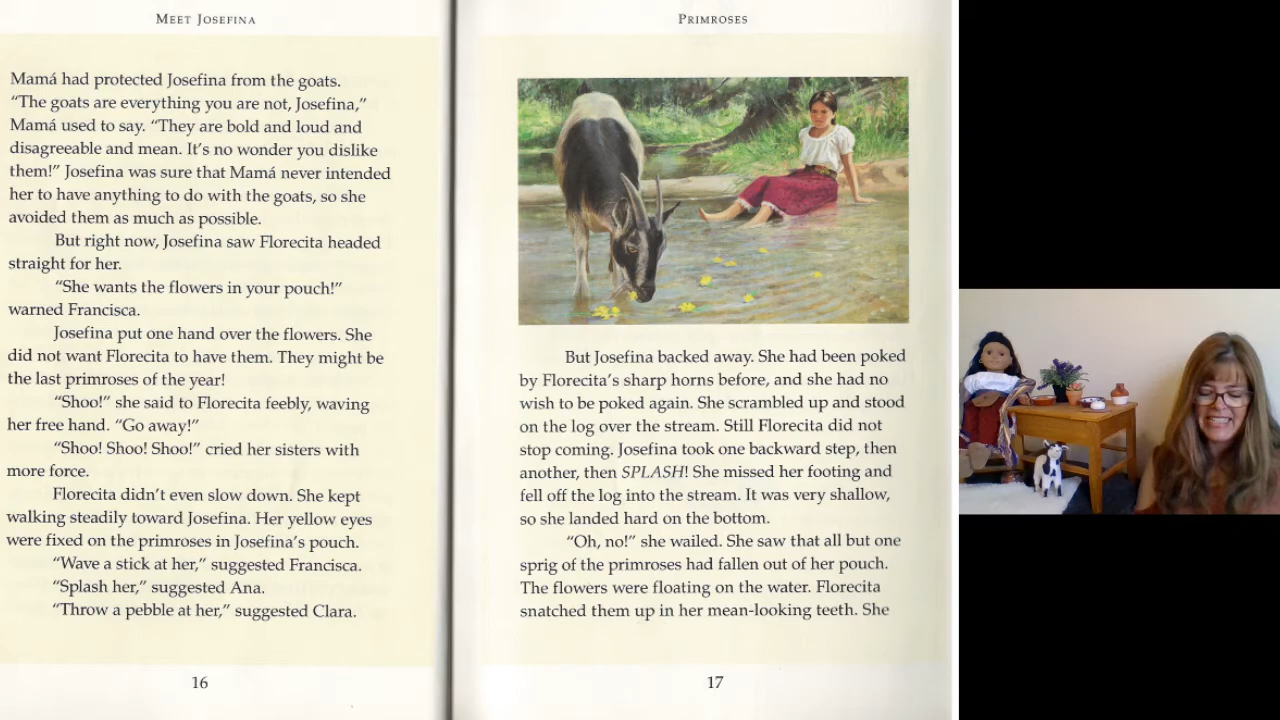 MEET JOSEFINA
Mamá had protected Josefina from the goats.
“The goats are everything you are not, Josefina,”
Mamá used to say. “They are bold and loud and
disagreeable and mean. It’s no wonder you dislike
them!” Josefina was sure that Mamá never intended
her to have anything to do with the goats, so she
avoided them as much as possible.
But right now, Josefina saw Florecita headed
straight for her.
“She wants the flowers in your pouch!”
warned Francisca.
Josefina put one hand over the flowers. She
did not want Florecita to have them. They might be
the last primroses of the year!
“Shoo!” she said to Florecita feebly, waving
her free hand. “Go away!”
“Shoo! Shoo! Shoo!” cried her sisters with
more force.
Florecita didn’t even slow down. She kept
walking steadily toward Josefina. Her yellow eyes
were fixed on the primroses in Josefina’s pouch.
“Wave a stick at her,” suggested Francisca.
“Splash her,” suggested Ana.
“Throw a pebble at her,” suggested Clara.
16
PRIMROSES
But Josefina backed away. She had been poked
by Florecita’s sharp horns before, and she had no
wish to be poked again. She scrambled up and stood
on the log over the stream. Still Florecita did not
stop coming. Josefina took one backward step, then
another, then SPLASH! She missed her footing and
fell off the log into the stream. It was very shallow,
so she landed hard on the bottom.
“Oh, no!” she wailed. She saw that all but one
sprig of the primroses had fallen out of her pouch.
The flowers were floating on the water. Florecita
snatched them up in her mean-looking teeth. She
17